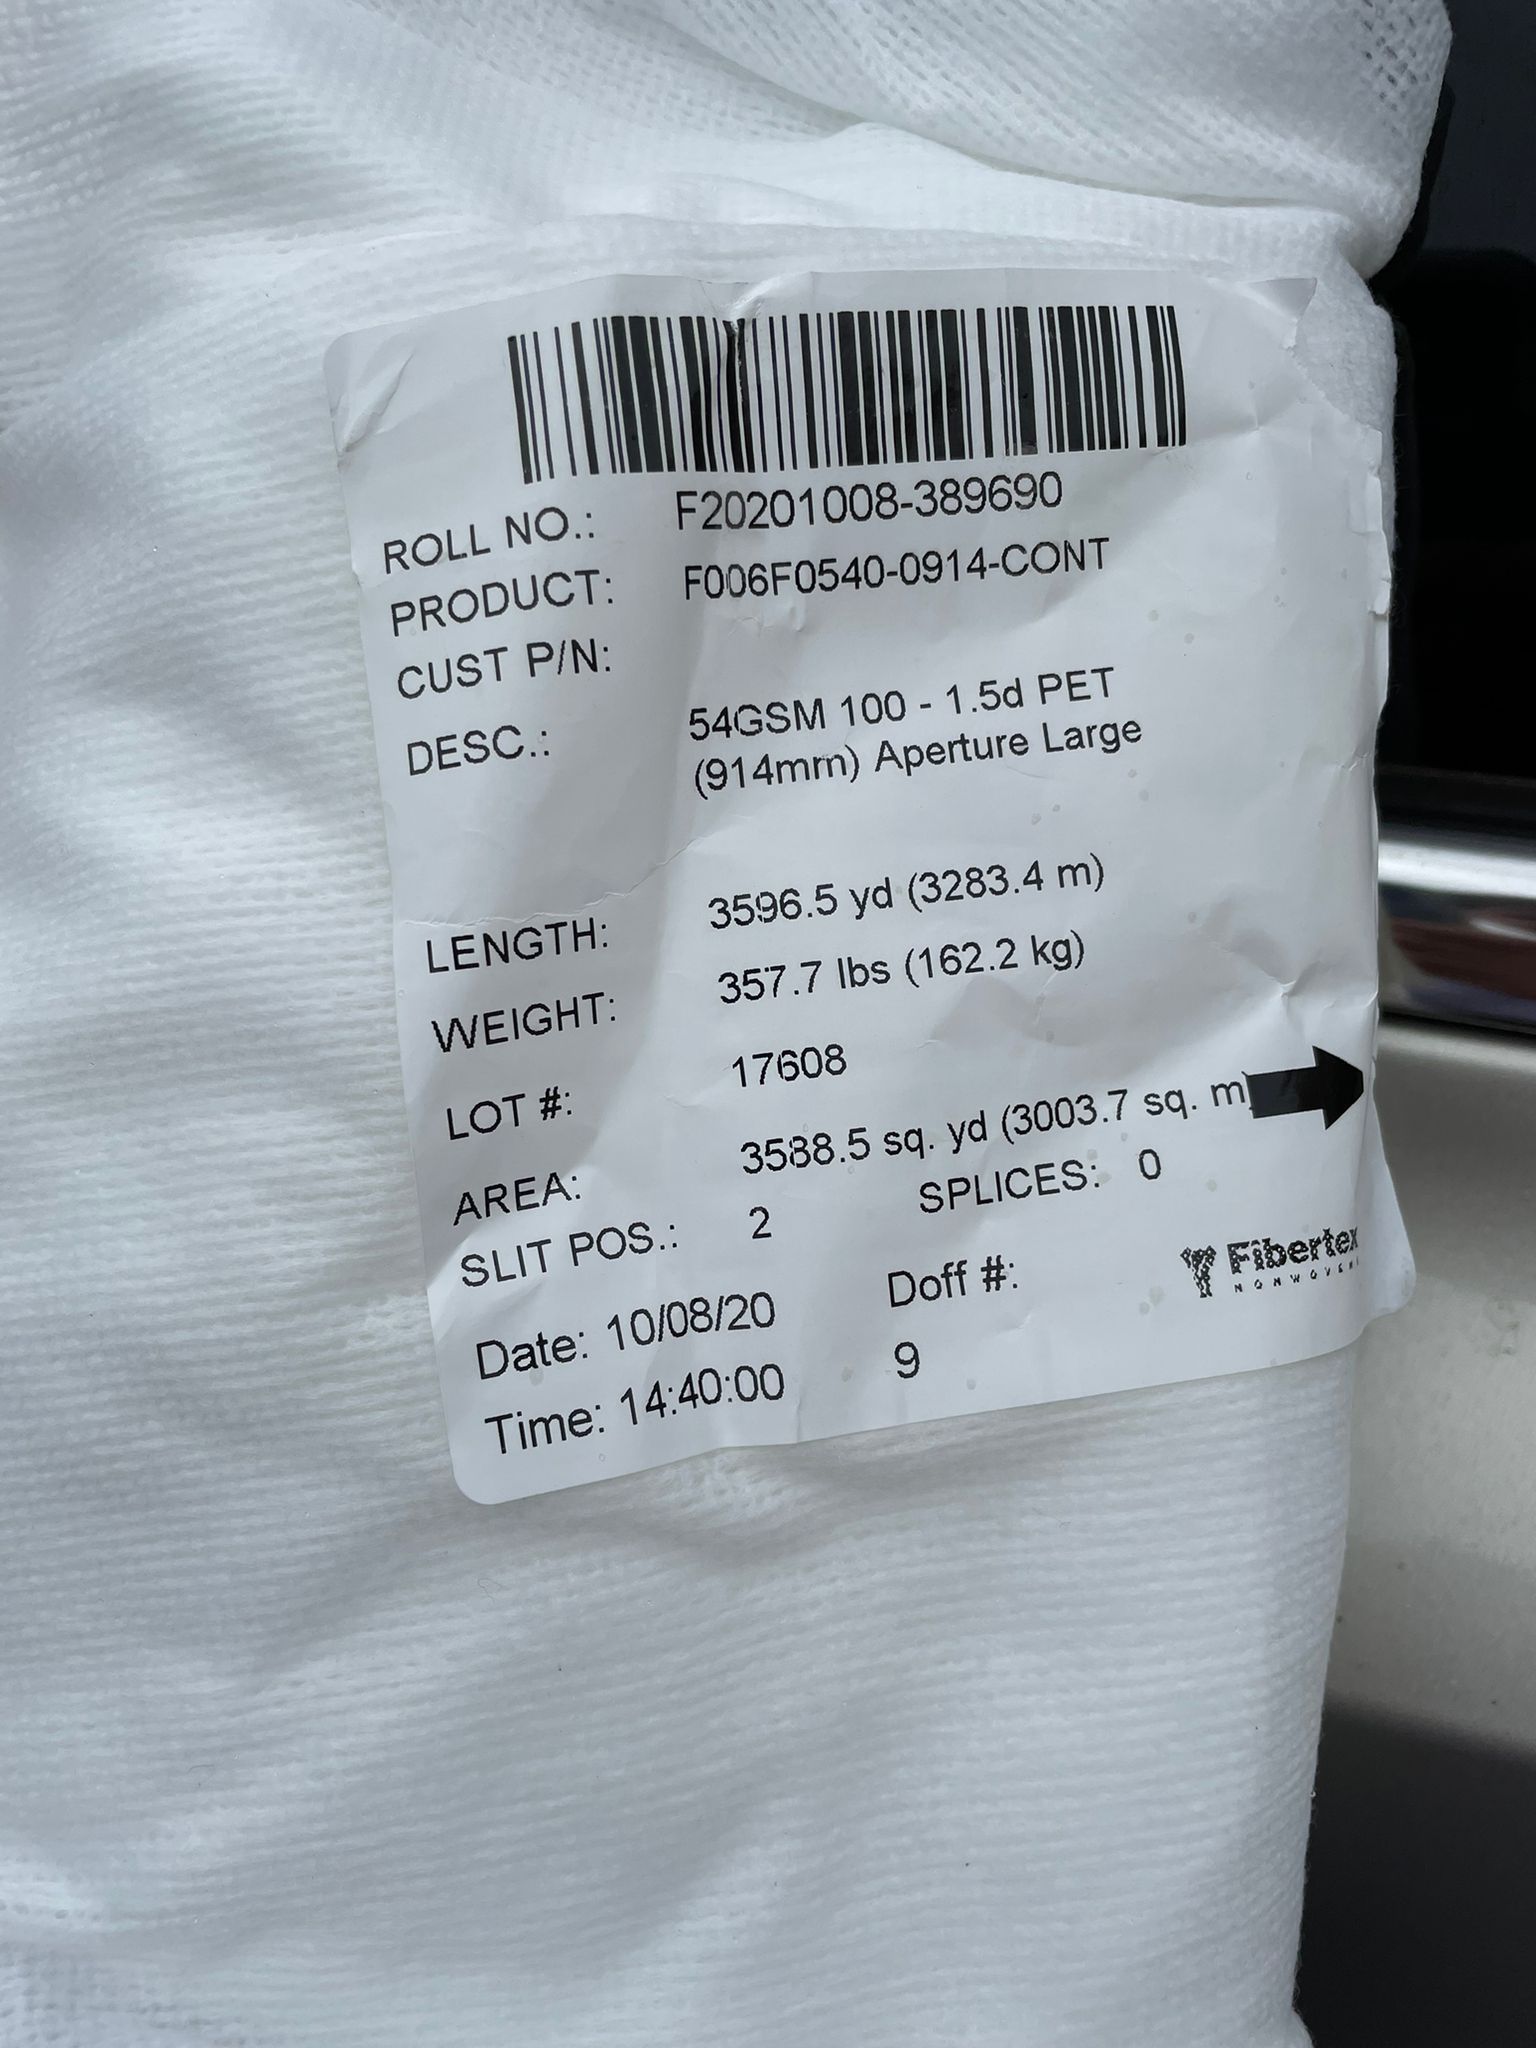 ROLL NO.: F20201008-389690
PRODUCT: F006F0540-0914-CONT
CUST P/N:
DESC.: 54GSM 100 - 1.5d PET
(914mm) Aperture Large
LENGTH: 3596.5 yd (3283.4 m)
WEIGHT: 357.7 lbs (162.2 kg)
LOT #: 17608
AREA: 3588.5 sq. yd (3003.7 sq. m)
SLIT POS.: 2 SPLICES: 0
Date: 10/08/20 Doff #:
Time: 14:40:00 9
Fibertex
NONWOVENS